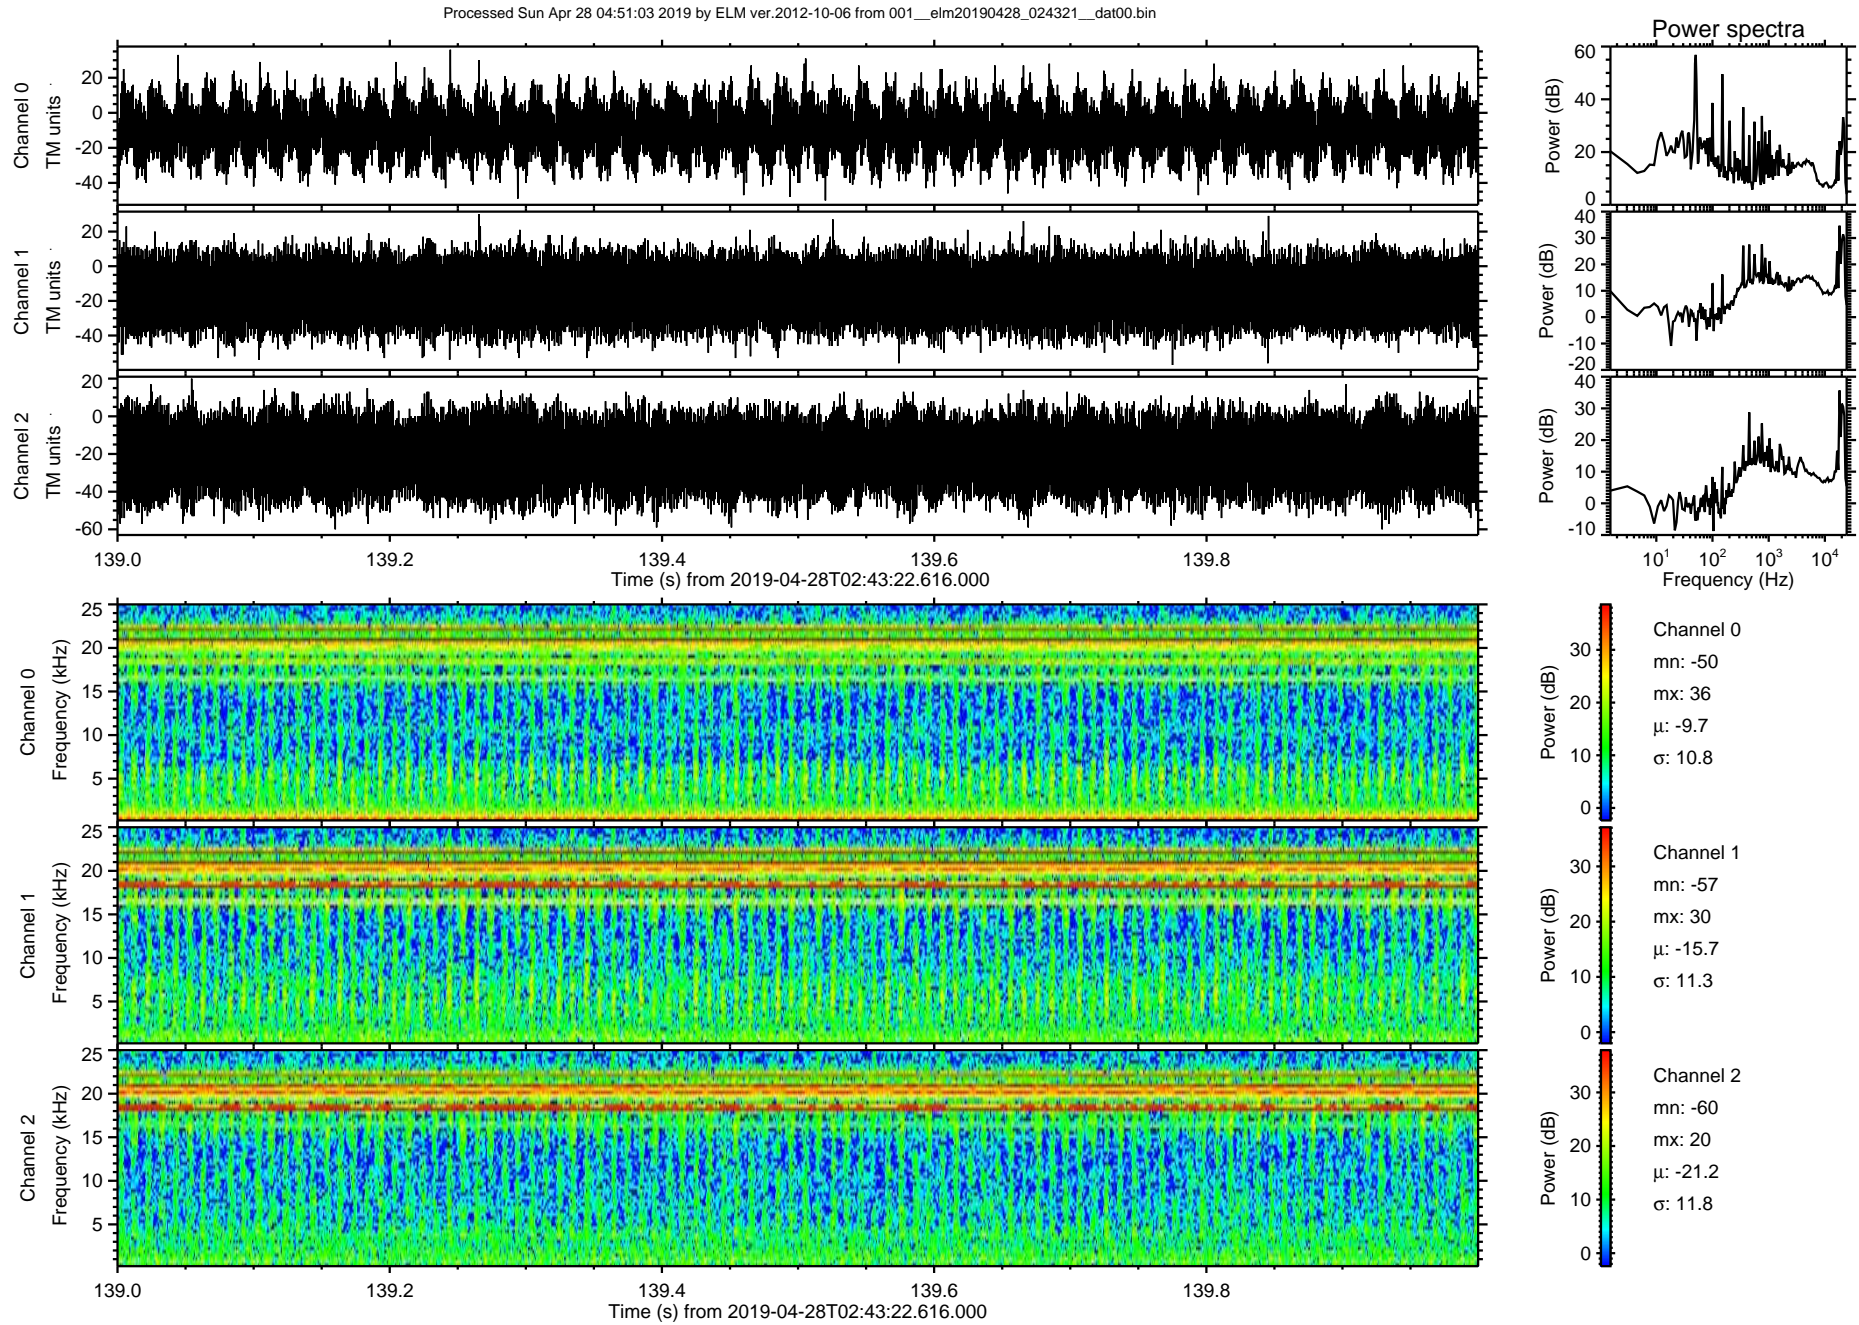 Processed Sun Apr 28 04:51:03 2019 by ELM ver.2012-10-06 from 001__elm20190428_024321__dat00.bin
Power spectra
Channel 0
TM units
20
0
-20
-40
Power (dB)
60
40
20
0
Channel 1
TM units
20
0
-20
-40
Power (dB)
40
30
20
10
0
-10
-20
Channel 2
TM units
20
0
-20
-40
-60
Power (dB)
40
30
20
10
0
-10
139.0 139.2 139.4 139.6 139.8
Time (s) from 2019-04-28T02:43:22.616.000
10¹ 10² 10³ 10⁴
Frequency (Hz)
Channel 0
Frequency (kHz)
25
20
15
10
5
Power (dB)
30
20
10
0
Channel 0
mn: -50
mx: 36
μ: -9.7
σ: 10.8
Channel 1
Frequency (kHz)
25
20
15
10
5
Power (dB)
30
20
10
0
Channel 1
mn: -57
mx: 30
μ: -15.7
σ: 11.3
Channel 2
Frequency (kHz)
25
20
15
10
5
Power (dB)
30
20
10
0
Channel 2
mn: -60
mx: 20
μ: -21.2
σ: 11.8
139.0 139.2 139.4 139.6 139.8
Time (s) from 2019-04-28T02:43:22.616.000